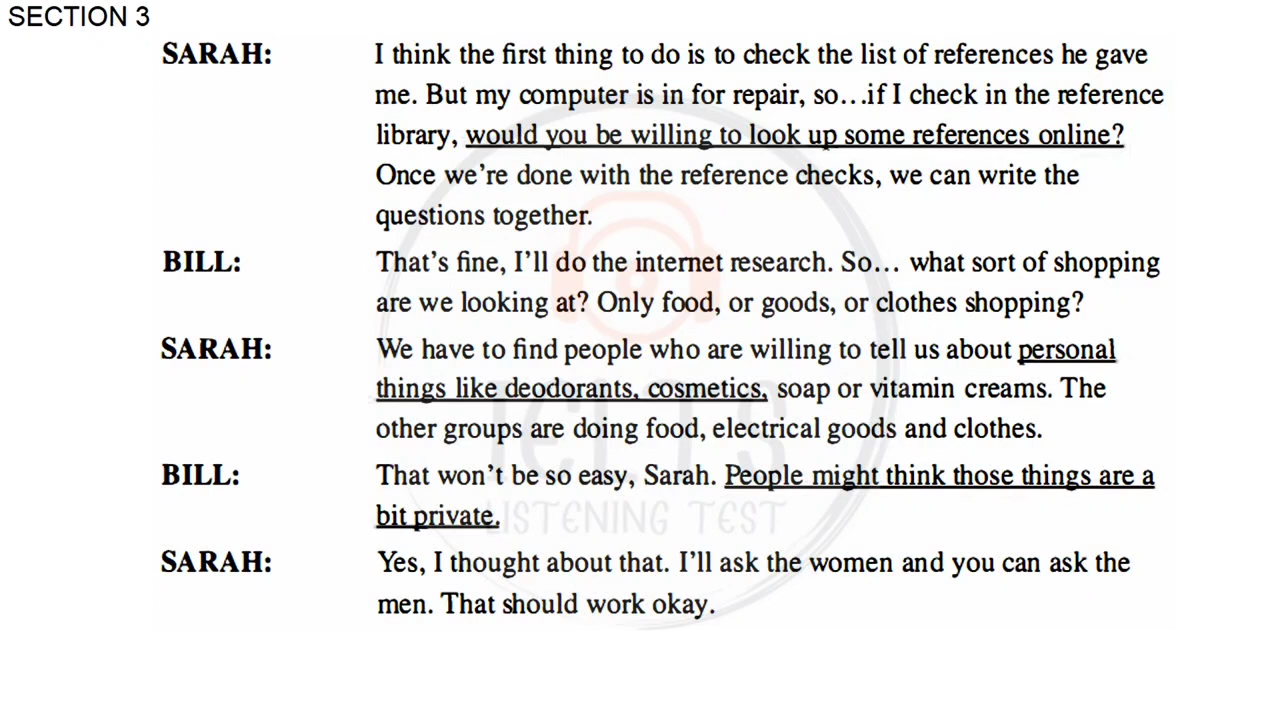 SECTION 3
SARAH: I think the first thing to do is to check the list of references he gave
me. But my computer is in for repair, so…if I check in the reference
library, would you be willing to look up some references online?
Once we're done with the reference checks, we can write the
questions together.
BILL: That's fine, I'll do the internet research. So… what sort of shopping
are we looking at? Only food, or goods, or clothes shopping?
SARAH: We have to find people who are willing to tell us about personal
things like deodorants, cosmetics, soap or vitamin creams. The
other groups are doing food, electrical goods and clothes.
BILL: That won't be so easy, Sarah. People might think those things are a
bit private.
SARAH: Yes, I thought about that. I'll ask the women and you can ask the
men. That should work okay.
IELTS
LISTENING TEST